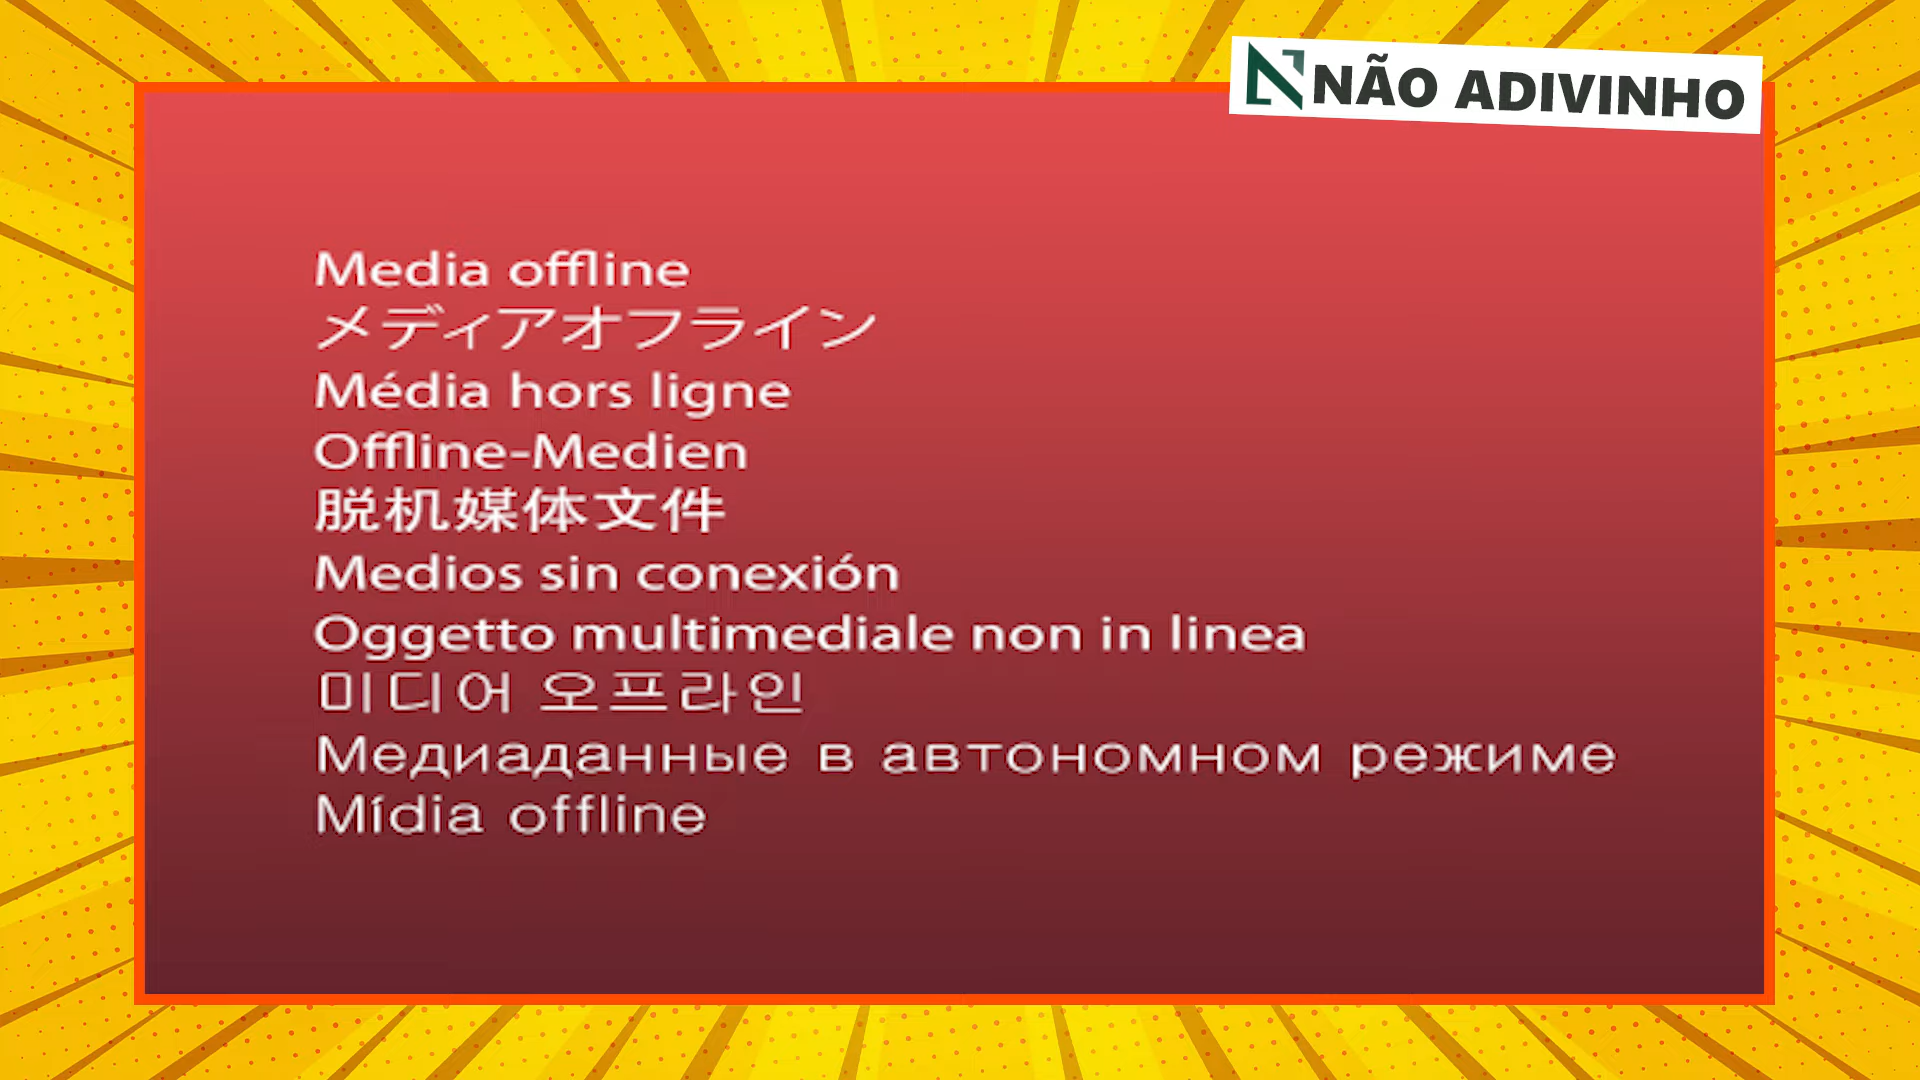 NÃO ADIVINHO
Media offline
メディアオフライン
Média hors ligne
Offline-Medien
脱机媒体文件
Medios sin conexión
Oggetto multimediale non in linea
미디어 오프라인
Медиаданные в автономном режиме
Mídia offline